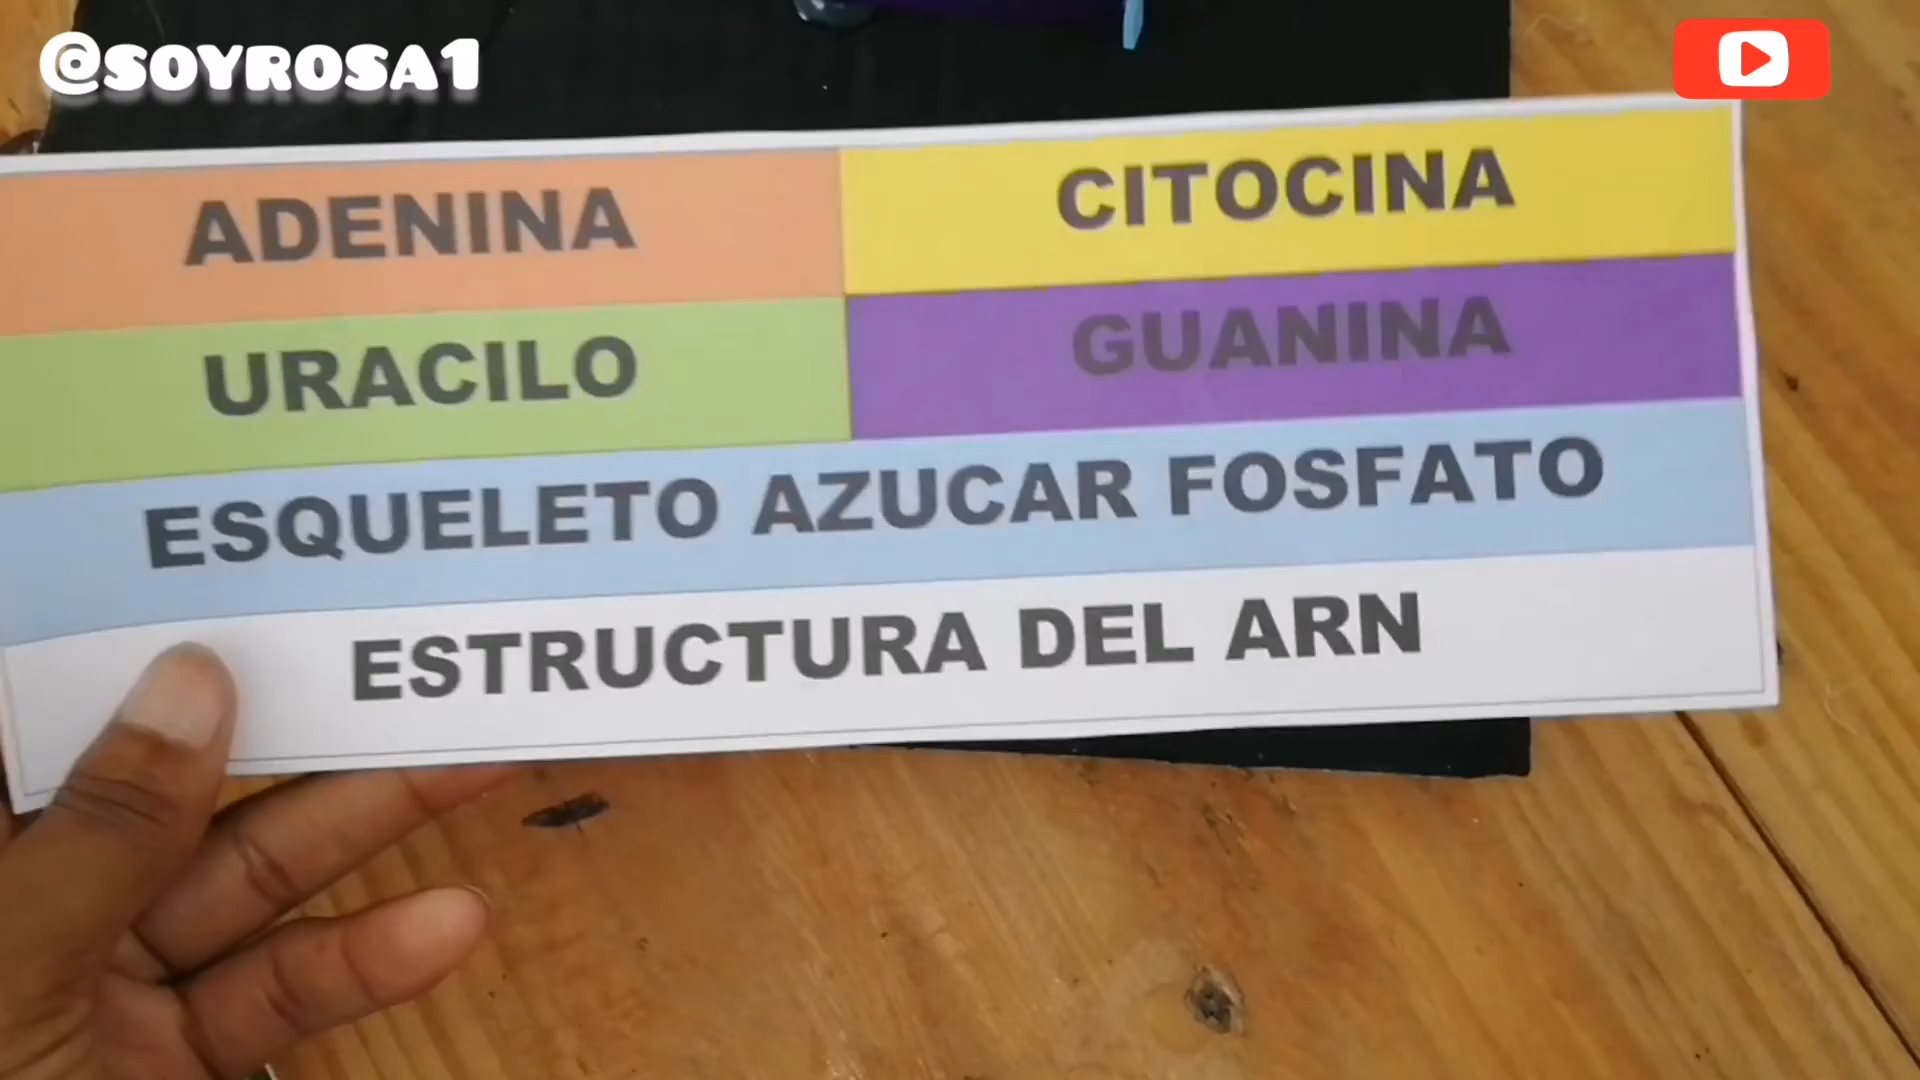 @SOYROSA1
ADENINA
CITOCINA
URACILO
GUANINA
ESQUELETO AZUCAR FOSFATO
ESTRUCTURA DEL ARN